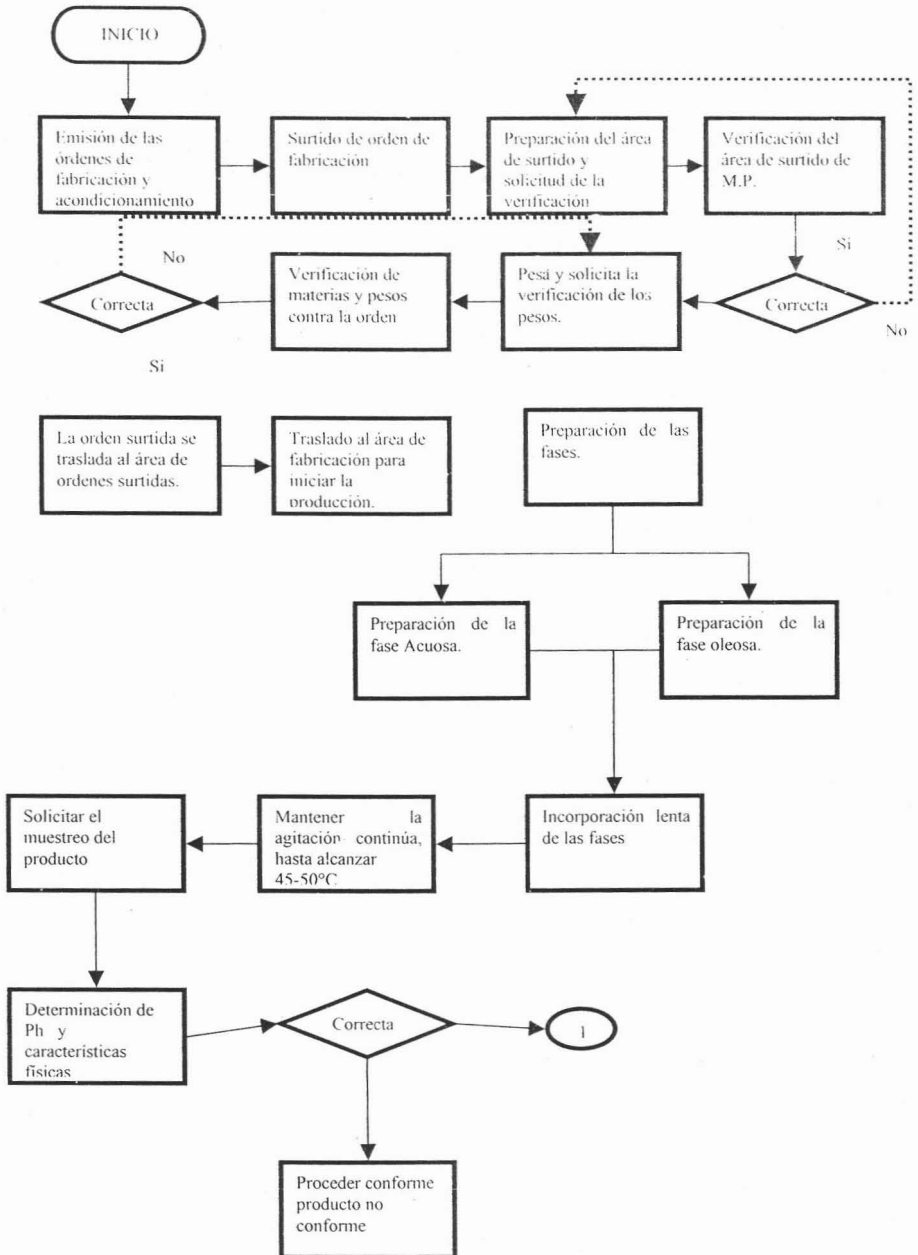 INICIO
Emisión de las
órdenes de
fabricación y
acondicionamiento
Surtido de orden de
fabricación
Preparación del área
de surtido y
solicitud de la
verificación
Verificación del
área de surtido de
M.P.
Si
No
Correcta
Verificación de
materias y pesos
contra la orden
Pesa y solicita la
verificación de los
pesos.
Correcta
No
Si
La orden surtida se
traslada al área de
ordenes surtidas.
Traslado al área de
fabricación para
iniciar la
producción.
Preparación de las
fases.
Preparación de la
fase Acuosa.
Preparación de la
fase oleosa.
Solicitar el
muestreo del
producto
Mantener la
agitación continúa,
hasta alcanzar
45-50°C
Incorporación lenta
de las fases
Determinación de
Ph y
características
físicas
Correcta
1
Proceder conforme
producto no
conforme